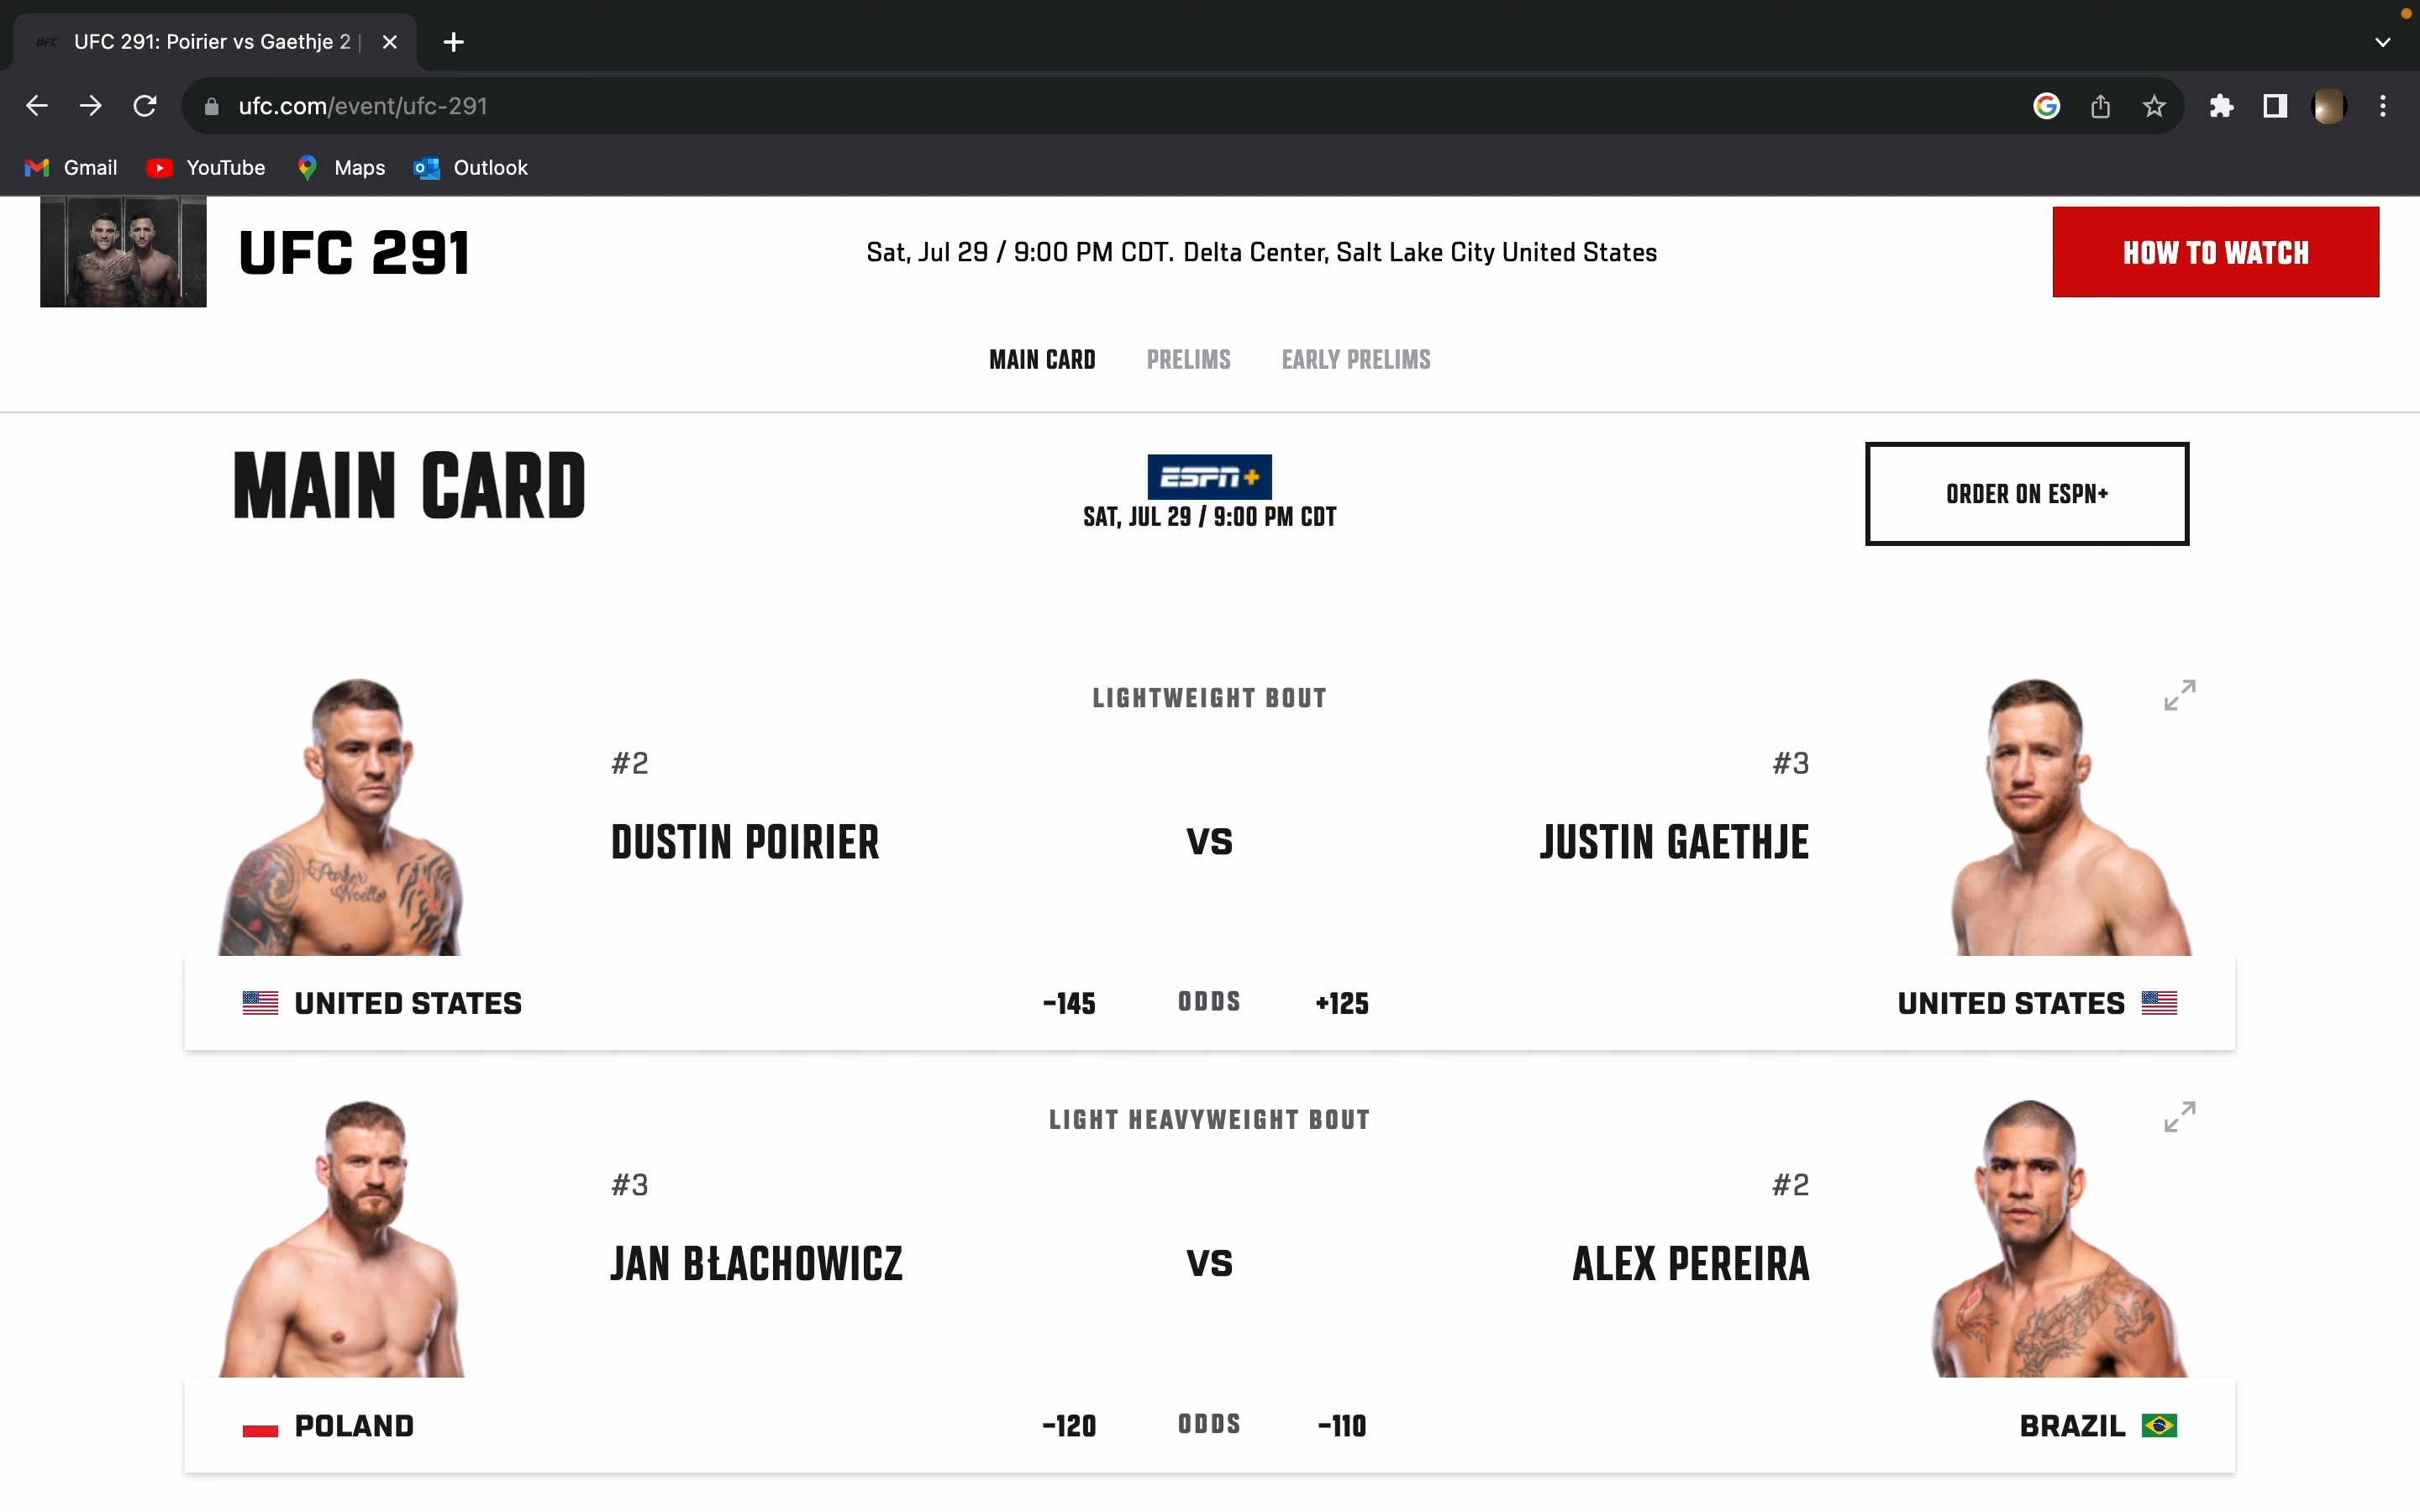 UFC 291: Poirier vs Gaethje 2 |
ufc.com/event/ufc-291
Gmail YouTube Maps Outlook
UFC 291 Sat, Jul 29 / 9:00 PM CDT. Delta Center, Salt Lake City United States HOW TO WATCH
MAIN CARD PRELIMS EARLY PRELIMS
MAIN CARD ESPN+ ORDER ON ESPN+
SAT, JUL 29 / 9:00 PM CDT
LIGHTWEIGHT BOUT
#2 #3
DUSTIN POIRIER VS JUSTIN GAETHJE
Parker
Noelle
UNITED STATES -145 ODDS +125 UNITED STATES
LIGHT HEAVYWEIGHT BOUT
#3 #2
JAN BŁACHOWICZ VS ALEX PEREIRA
POLAND -120 ODDS -110 BRAZIL